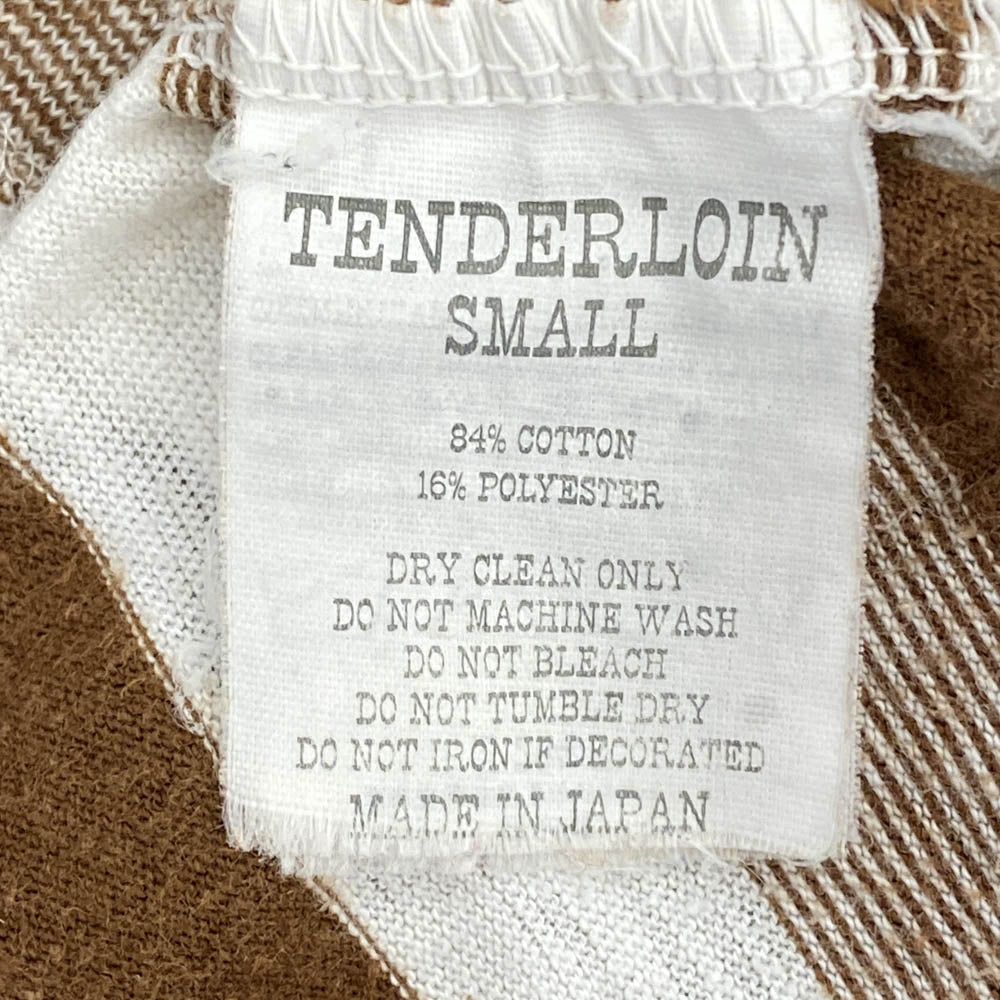 TENDERLOIN
SMALL
84% COTTON
16% POLYESTER
DRY CLEAN ONLY
DO NOT MACHINE WASH
DO NOT BLEACH
DO NOT TUMBLE DRY
DO NOT IRON IF DECORATED
MADE IN JAPAN